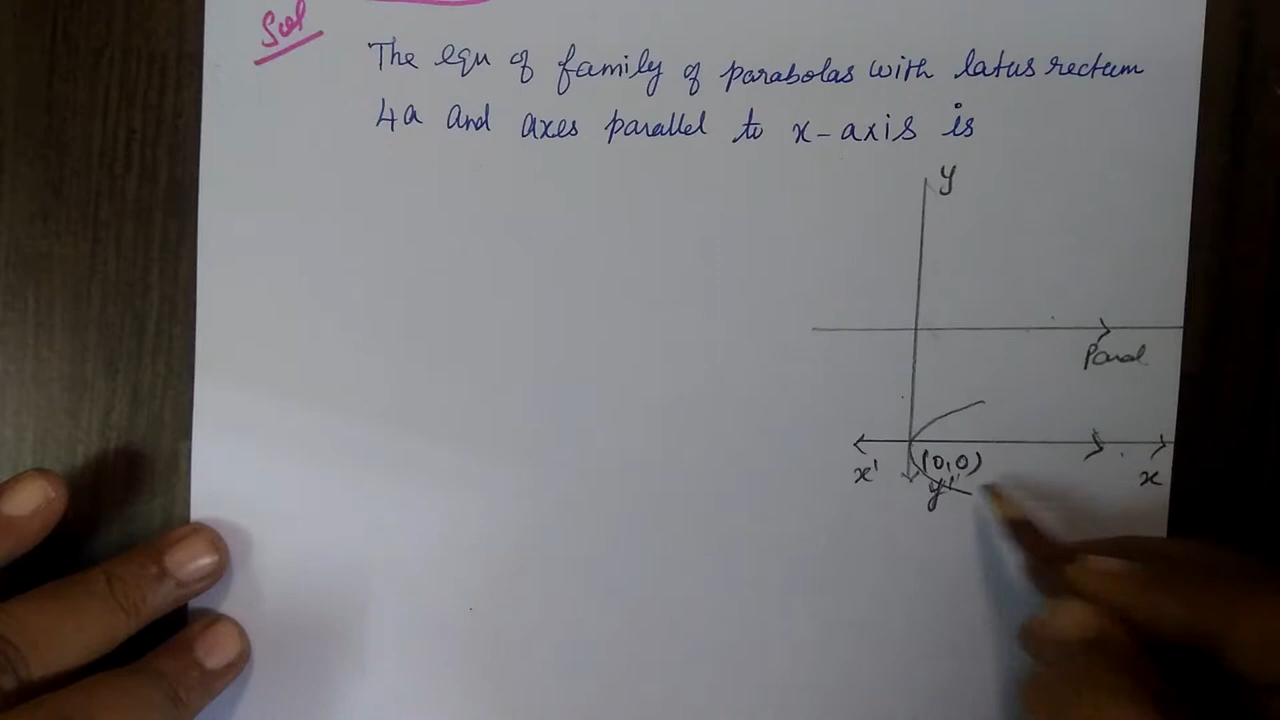 Sol
The equ of family of parabolas with latus rectum
4a and axes parallel to x-axis is
y
Paral
(0,0)
x'
y'
x